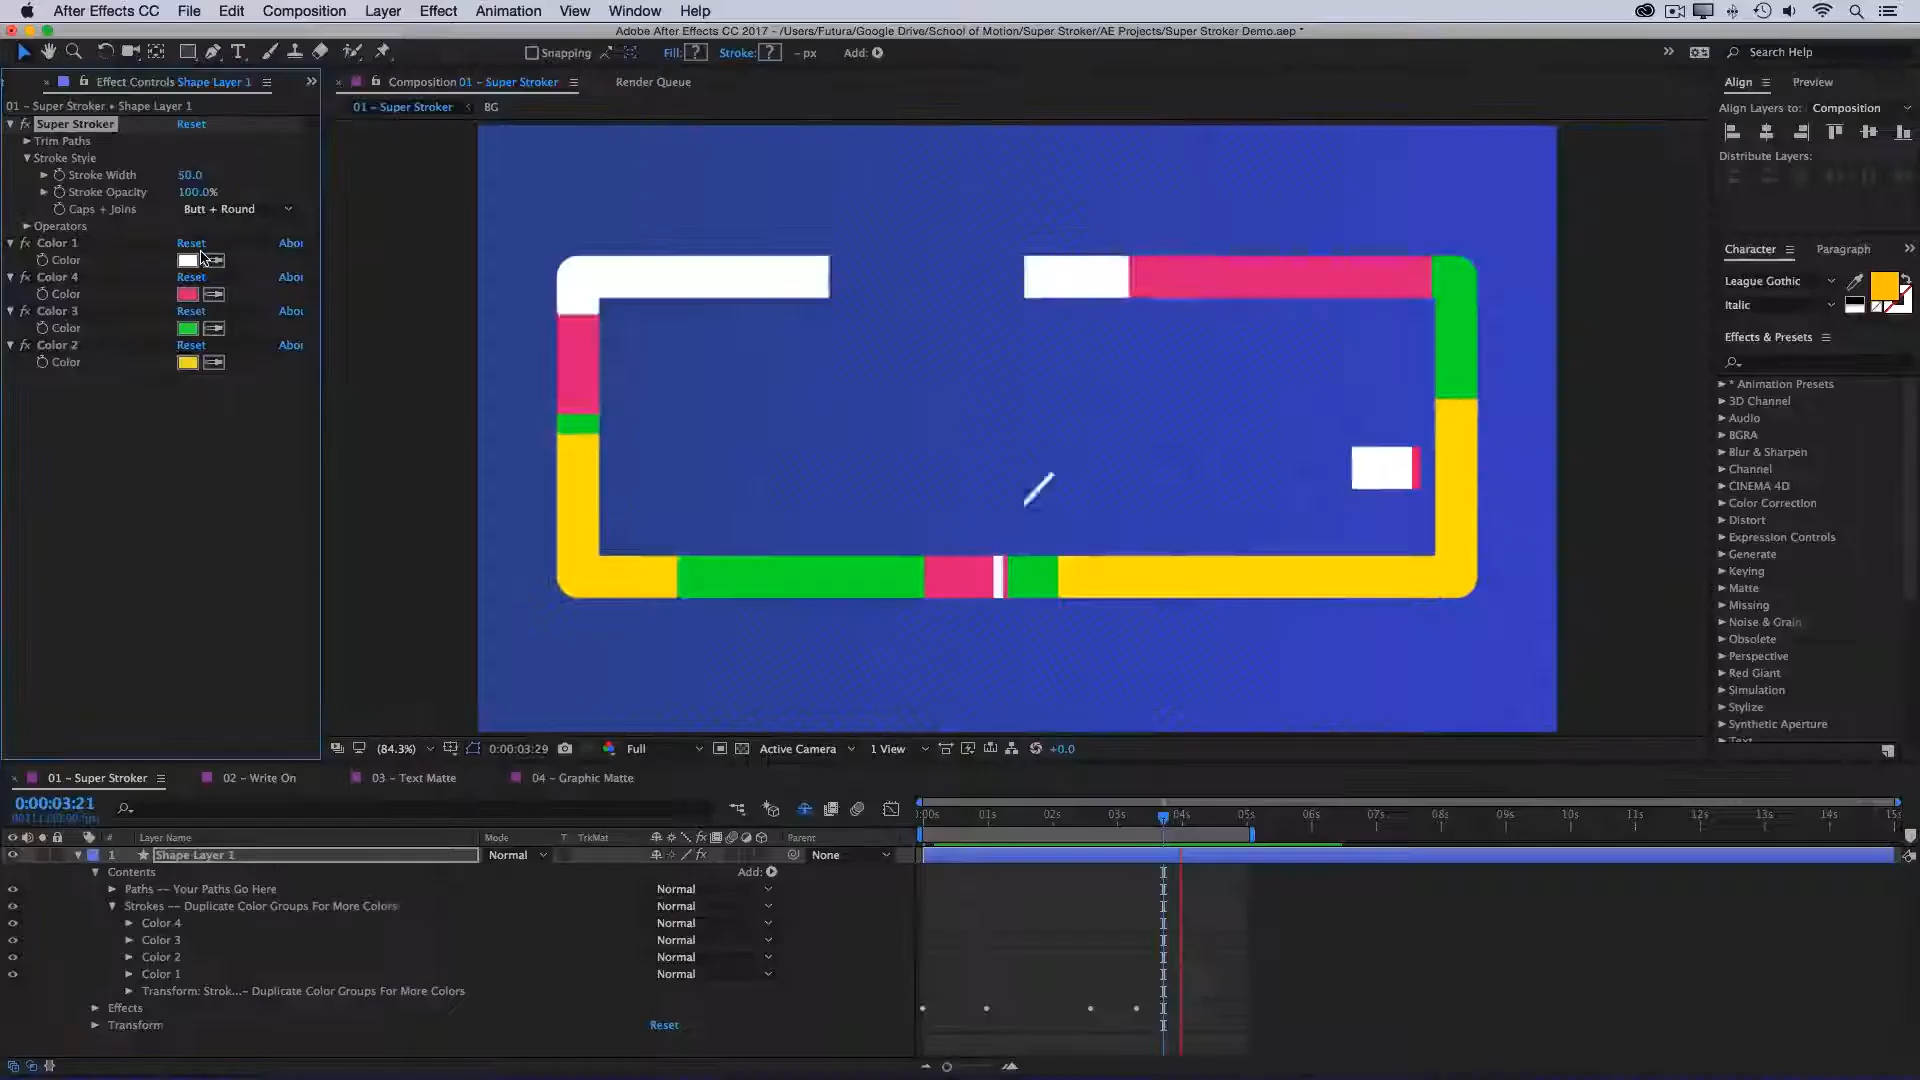 After Effects CC File Edit Composition Layer Effect Animation View Window Help
Adobe After Effects CC 2017 - /Users/Futura/Google Drive/School of Motion/Super Stroker/AE Projects/Super Stroker Demo.aep *
Snapping Fill: ? Stroke: ? - px Add: Search Help
Effect Controls Shape Layer 1 Composition 01 - Super Stroker Render Queue Align Preview
01 - Super Stroker • Shape Layer 1 01 - Super Stroker BG Align Layers to: Composition
fx Super Stroker Reset
Trim Paths
Stroke Style Distribute Layers:
Stroke Width 50.0
Stroke Opacity 100.0%
Caps + Joins Butt + Round
Operators
fx Color 1 Reset Abou
Color
fx Color 4 Reset Abou
Color
fx Color 3 Reset Abou
Color
fx Color 2 Reset Abou
Color
Character Paragraph
League Gothic
Italic
Effects & Presets
* Animation Presets
3D Channel
Audio
BGRA
Blur & Sharpen
Channel
CINEMA 4D
Color Correction
Distort
Expression Controls
Generate
Keying
Matte
Missing
Noise & Grain
Obsolete
Perspective
Red Giant
Simulation
Stylize
Synthetic Aperture
Text
(84.3%) 0:00:03:29 Full Active Camera 1 View +0.0
01 - Super Stroker 02 - Write On 03 - Text Matte 04 - Graphic Matte
0:00:03:21
:00s 01s 02s 03s 04s 05s 06s 07s 08s 09s 10s 11s 12s 13s 14s 15s
# Layer Name Mode T TrkMat Parent
1 Shape Layer 1 Normal None
Contents Add:
Paths -- Your Paths Go Here Normal
Strokes -- Duplicate Color Groups For More Colors Normal
Color 4 Normal
Color 3 Normal
Color 2 Normal
Color 1 Normal
Transform: Strok...- Duplicate Color Groups For More Colors
Effects
Transform Reset